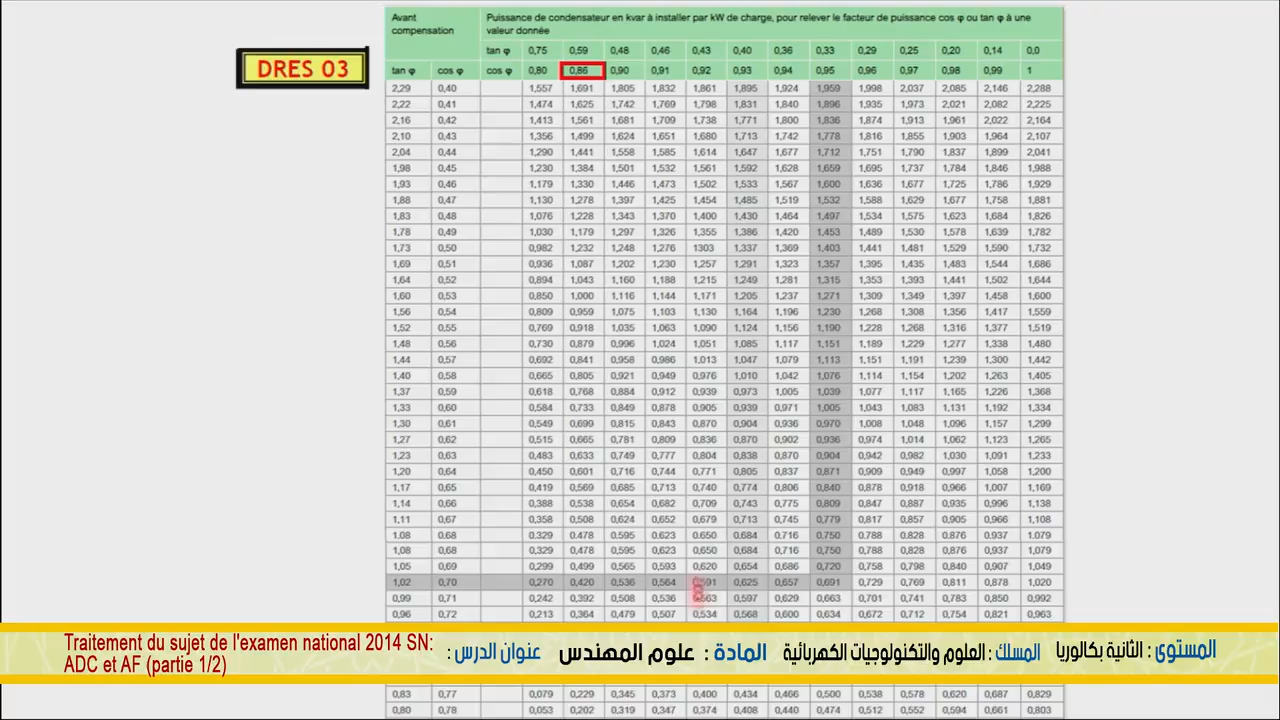 Avant
compensation
Puissance de condensateur en kvar à installer par kW de charge, pour relever le facteur de puissance cos φ ou tan φ à une
valeur donnée
DRES 03
tan φ 0,75 0,59 0,48 0,46 0,43 0,40 0,36 0,33 0,29 0,25 0,20 0,14 0,0
tan φ cos φ cos φ 0,80 0,86 0,90 0,91 0,92 0,93 0,94 0,95 0,96 0,97 0,98 0,99 1
2,29 0,40 1,557 1,691 1,805 1,832 1,861 1,895 1,924 1,959 1,998 2,037 2,085 2,146 2,288
2,22 0,41 1,474 1,625 1,742 1,769 1,798 1,831 1,840 1,896 1,935 1,973 2,021 2,082 2,225
2,16 0,42 1,413 1,561 1,681 1,709 1,738 1,771 1,800 1,836 1,874 1,913 1,961 2,022 2,164
2,10 0,43 1,356 1,499 1,624 1,651 1,680 1,713 1,742 1,778 1,816 1,855 1,903 1,964 2,107
2,04 0,44 1,290 1,441 1,558 1,585 1,614 1,647 1,677 1,712 1,751 1,790 1,837 1,899 2,041
1,98 0,45 1,230 1,384 1,501 1,532 1,561 1,592 1,628 1,659 1,695 1,737 1,784 1,846 1,988
1,93 0,46 1,179 1,330 1,446 1,473 1,502 1,533 1,567 1,600 1,636 1,677 1,725 1,786 1,929
1,88 0,47 1,130 1,278 1,397 1,425 1,454 1,485 1,519 1,532 1,588 1,629 1,677 1,758 1,881
1,83 0,48 1,076 1,228 1,343 1,370 1,400 1,430 1,464 1,497 1,534 1,575 1,623 1,684 1,826
1,78 0,49 1,030 1,179 1,297 1,326 1,355 1,386 1,420 1,453 1,489 1,530 1,578 1,639 1,782
1,73 0,50 0,982 1,232 1,248 1,276 1303 1,337 1,369 1,403 1,441 1,481 1,529 1,590 1,732
1,69 0,51 0,936 1,087 1,202 1,230 1,257 1,291 1,323 1,357 1,395 1,435 1,483 1,544 1,686
1,64 0,52 0,894 1,043 1,160 1,188 1,215 1,249 1,281 1,315 1,353 1,393 1,441 1,502 1,644
1,60 0,53 0,850 1,000 1,116 1,144 1,171 1,205 1,237 1,271 1,309 1,349 1,397 1,458 1,600
1,56 0,54 0,809 0,959 1,075 1,103 1,130 1,164 1,196 1,230 1,268 1,308 1,356 1,417 1,559
1,52 0,55 0,769 0,918 1,035 1,063 1,090 1,124 1,156 1,190 1,228 1,268 1,316 1,377 1,519
1,48 0,56 0,730 0,879 0,996 1,024 1,051 1,085 1,117 1,151 1,189 1,229 1,277 1,338 1,480
1,44 0,57 0,692 0,841 0,958 0,986 1,013 1,047 1,079 1,113 1,151 1,191 1,239 1,300 1,442
1,40 0,58 0,665 0,805 0,921 0,949 0,976 1,010 1,042 1,076 1,114 1,154 1,202 1,263 1,405
1,37 0,59 0,618 0,768 0,884 0,912 0,939 0,973 1,005 1,039 1,077 1,117 1,165 1,226 1,368
1,33 0,60 0,584 0,733 0,849 0,878 0,905 0,939 0,971 1,005 1,043 1,083 1,131 1,192 1,334
1,30 0,61 0,549 0,699 0,815 0,843 0,870 0,904 0,936 0,970 1,008 1,048 1,096 1,157 1,299
1,27 0,62 0,515 0,665 0,781 0,809 0,836 0,870 0,902 0,936 0,974 1,014 1,062 1,123 1,265
1,23 0,63 0,483 0,633 0,749 0,777 0,804 0,838 0,870 0,904 0,942 0,982 1,030 1,091 1,233
1,20 0,64 0,450 0,601 0,716 0,744 0,771 0,805 0,837 0,871 0,909 0,949 0,997 1,058 1,200
1,17 0,65 0,419 0,569 0,685 0,713 0,740 0,774 0,806 0,840 0,878 0,918 0,966 1,007 1,169
1,14 0,66 0,388 0,538 0,654 0,682 0,709 0,743 0,775 0,809 0,847 0,887 0,935 0,996 1,138
1,11 0,67 0,358 0,508 0,624 0,652 0,679 0,713 0,745 0,779 0,817 0,857 0,905 0,966 1,108
1.08 0,68 0,329 0.478 0,595 0,623 0,650 0,684 0,716 0,750 0,788 0,828 0,876 0,937 1.079
1,08 0,68 0,329 0,478 0,595 0,623 0,650 0,684 0,716 0,750 0,788 0,828 0,876 0,937 1,079
1,05 0,69 0,299 0,499 0,565 0,593 0,620 0,654 0,686 0,720 0,758 0,798 0,840 0,907 1,049
1,02 0,70 0,270 0,420 0,536 0,564 0,591 0,625 0,657 0,691 0,729 0,769 0,811 0,878 1,020
0,99 0,71 0,242 0,392 0,508 0,536 0,563 0,597 0,629 0,663 0,701 0,741 0,783 0,850 0,992
0,96 0,72 0,213 0,364 0,479 0,507 0,534 0,568 0,600 0,634 0,672 0,712 0,754 0,821 0,963
Traitement du sujet de l'examen national 2014 SN:
ADC et AF (partie 1/2)
المستوى : الثانية بكالوريا المسلك : العلوم والتكنولوجيات الكهربائية المادة : علوم المهندس عنوان الدرس :
0,83 0,77 0,079 0,229 0,345 0,373 0,400 0,434 0,466 0,500 0,538 0,578 0,620 0,687 0,829
0,80 0,78 0,053 0,202 0,319 0,347 0,374 0,408 0,440 0,474 0,512 0,552 0,594 0,661 0,803